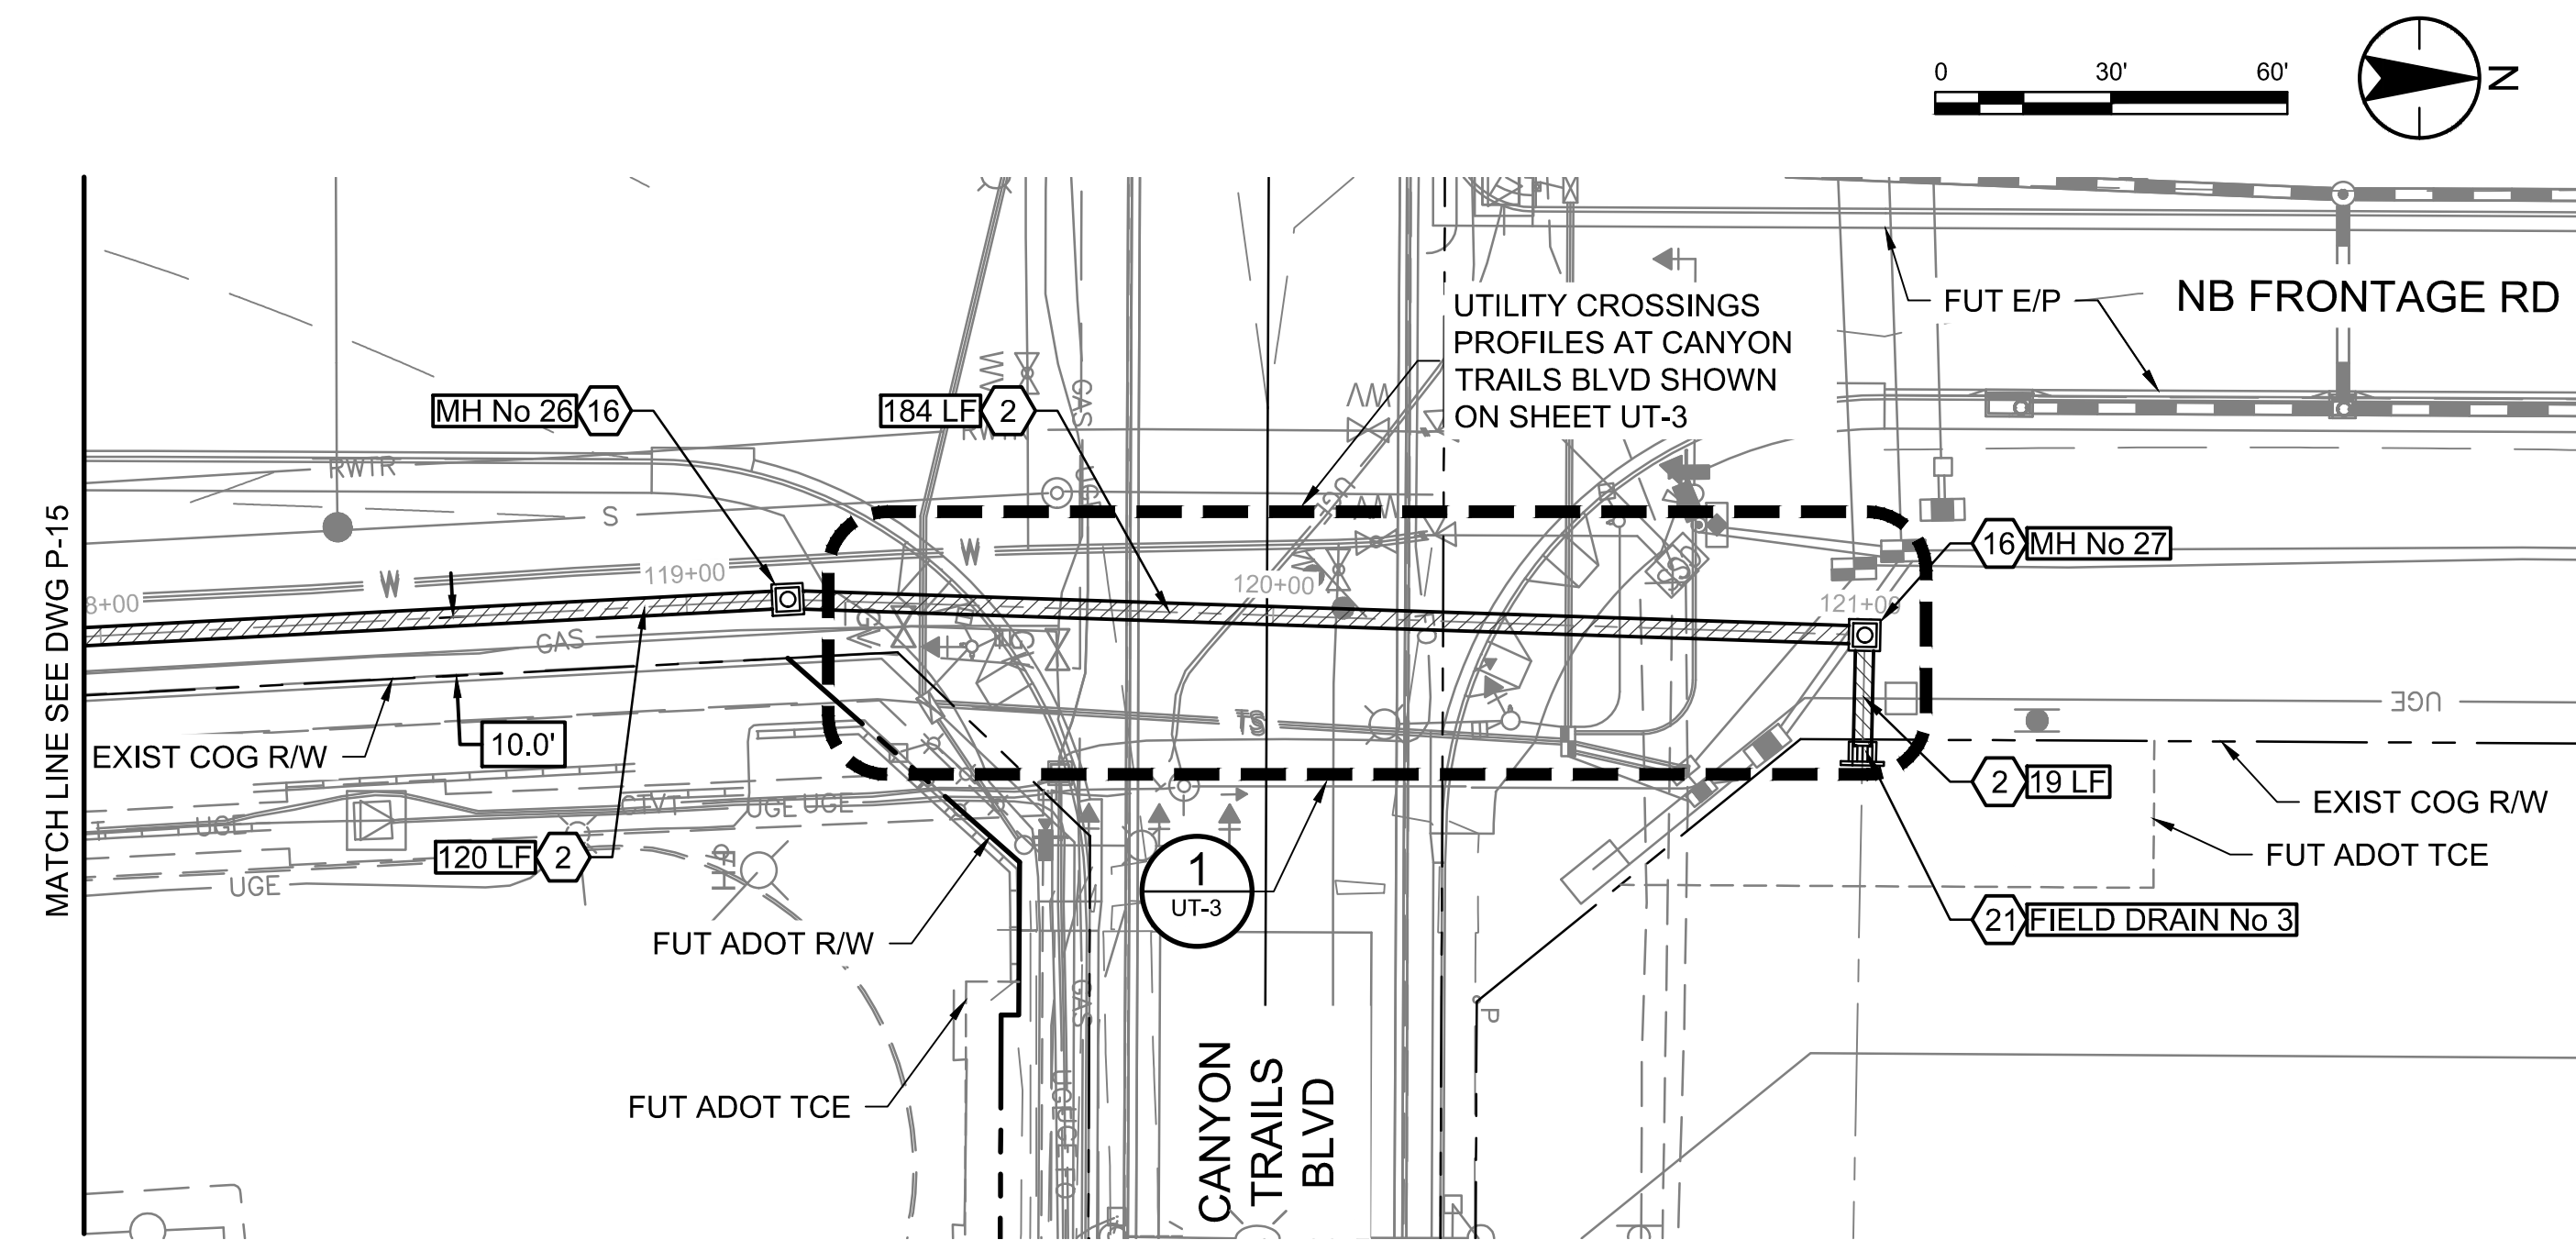 0 30' 60'
N
MATCH LINE SEE DWG P-15
NB FRONTAGE RD
FUT E/P
UTILITY CROSSINGS
PROFILES AT CANYON
TRAILS BLVD SHOWN
ON SHEET UT-3
MH No 26 16
184 LF 2
RWTR
GAS
S
W
W
119+00
120+00
121+00
8+00
16 MH No 27
GAS
TS
UGE
EXIST COG R/W
10.0'
2 19 LF
EXIST COG R/W
FUT ADOT TCE
CTVT
UGE
UGE UGE
120 LF 2
UGE
1
UT-3
21 FIELD DRAIN No 3
FUT ADOT R/W
GAS
P
FUT ADOT TCE
CANYON
TRAILS
BLVD